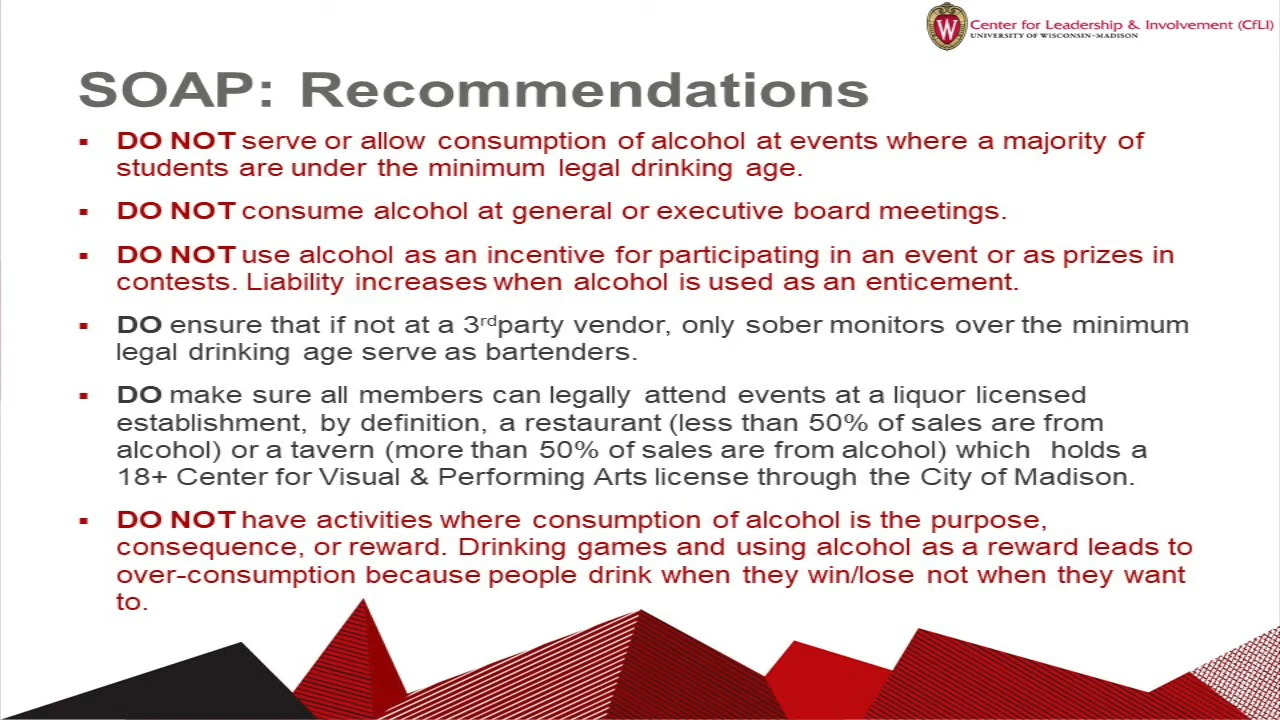 Center for Leadership & Involvement (CfLI)
UNIVERSITY OF WISCONSIN–MADISON
SOAP: Recommendations
▪ DO NOT serve or allow consumption of alcohol at events where a majority of
students are under the minimum legal drinking age.
▪ DO NOT consume alcohol at general or executive board meetings.
▪ DO NOT use alcohol as an incentive for participating in an event or as prizes in
contests. Liability increases when alcohol is used as an enticement.
▪ DO ensure that if not at a 3rd party vendor, only sober monitors over the minimum
legal drinking age serve as bartenders.
▪ DO make sure all members can legally attend events at a liquor licensed
establishment, by definition, a restaurant (less than 50% of sales are from
alcohol) or a tavern (more than 50% of sales are from alcohol) which holds a
18+ Center for Visual & Performing Arts license through the City of Madison.
▪ DO NOT have activities where consumption of alcohol is the purpose,
consequence, or reward. Drinking games and using alcohol as a reward leads to
over-consumption because people drink when they win/lose not when they want
to.